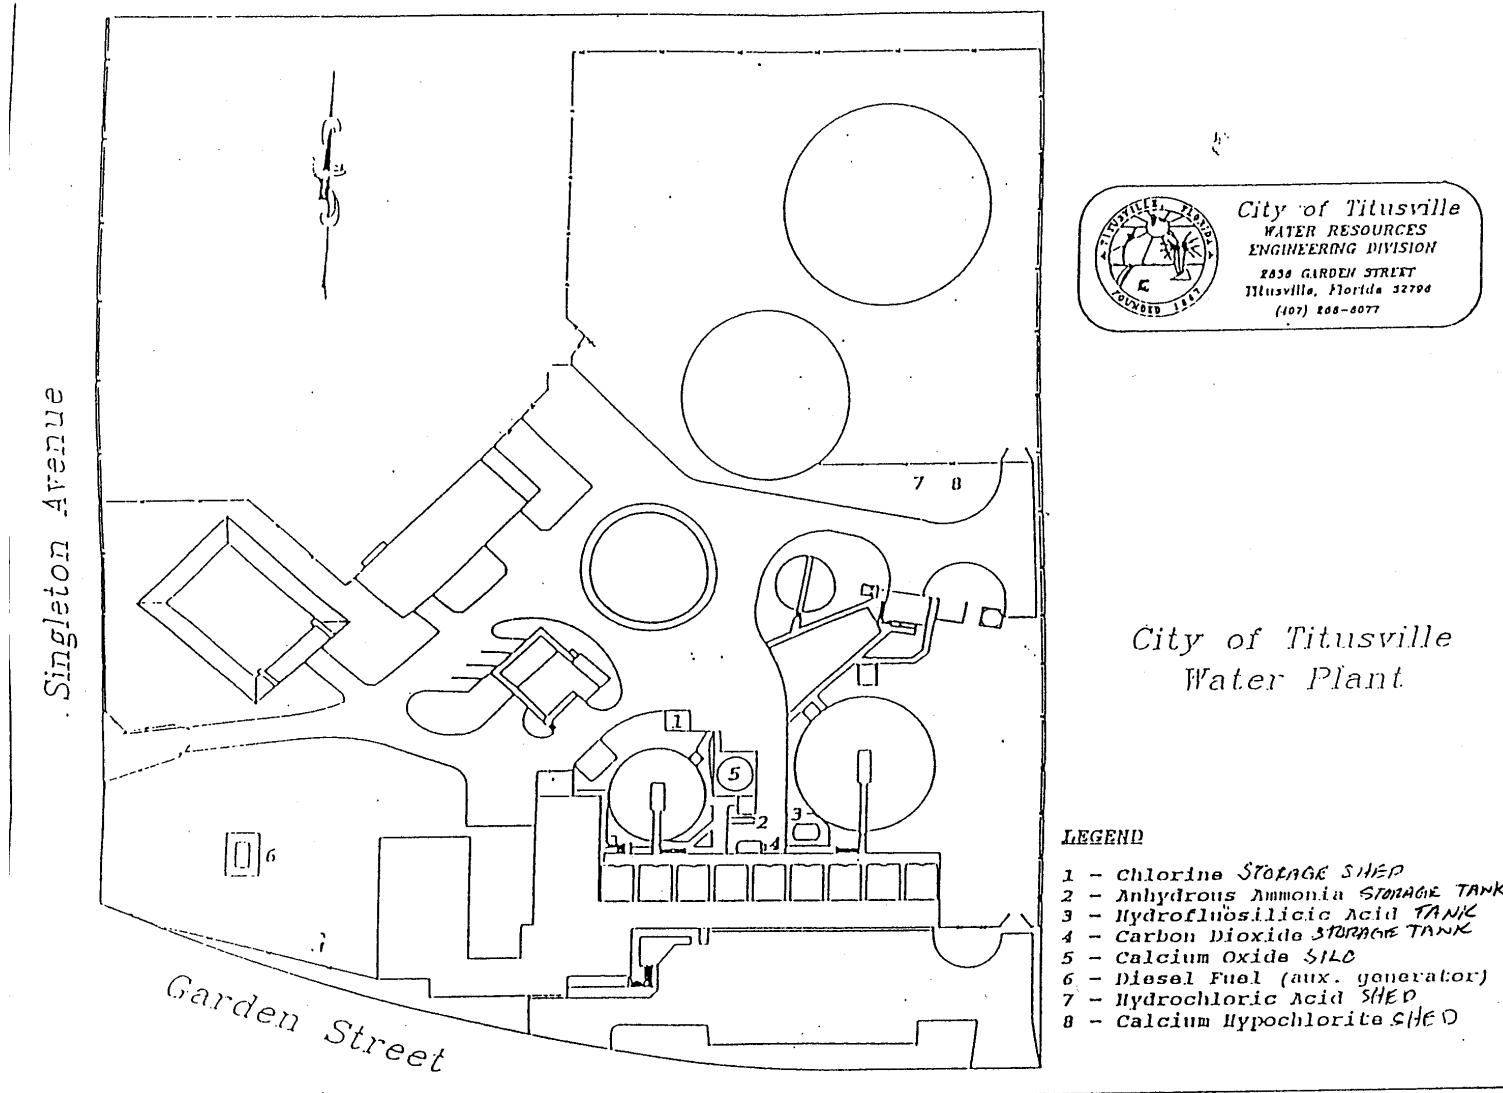 City of Titusville
WATER RESOURCES
ENGINEERING DIVISION
2836 GARDEN STREET
Titusville, Florida 32796
TITUSVILLE, FLORIDA
FOUNDED 1867
Singleton Avenue
7 8
City of Titusville
Water Plant
1
5
2
3
4
6
LEGEND
1 - Chlorine STORAGE SHED
2 - Anhydrous Ammonia STORAGE TANK
3 - Hydrofluosilicic Acid TANK
4 - Carbon Dioxide STORAGE TANK
5 - Calcium Oxide SILO
6 - Diesel Fuel (aux. generator)
7 - Hydrochloric Acid SHED
8 - Calcium Hypochlorite SHED
Garden Street